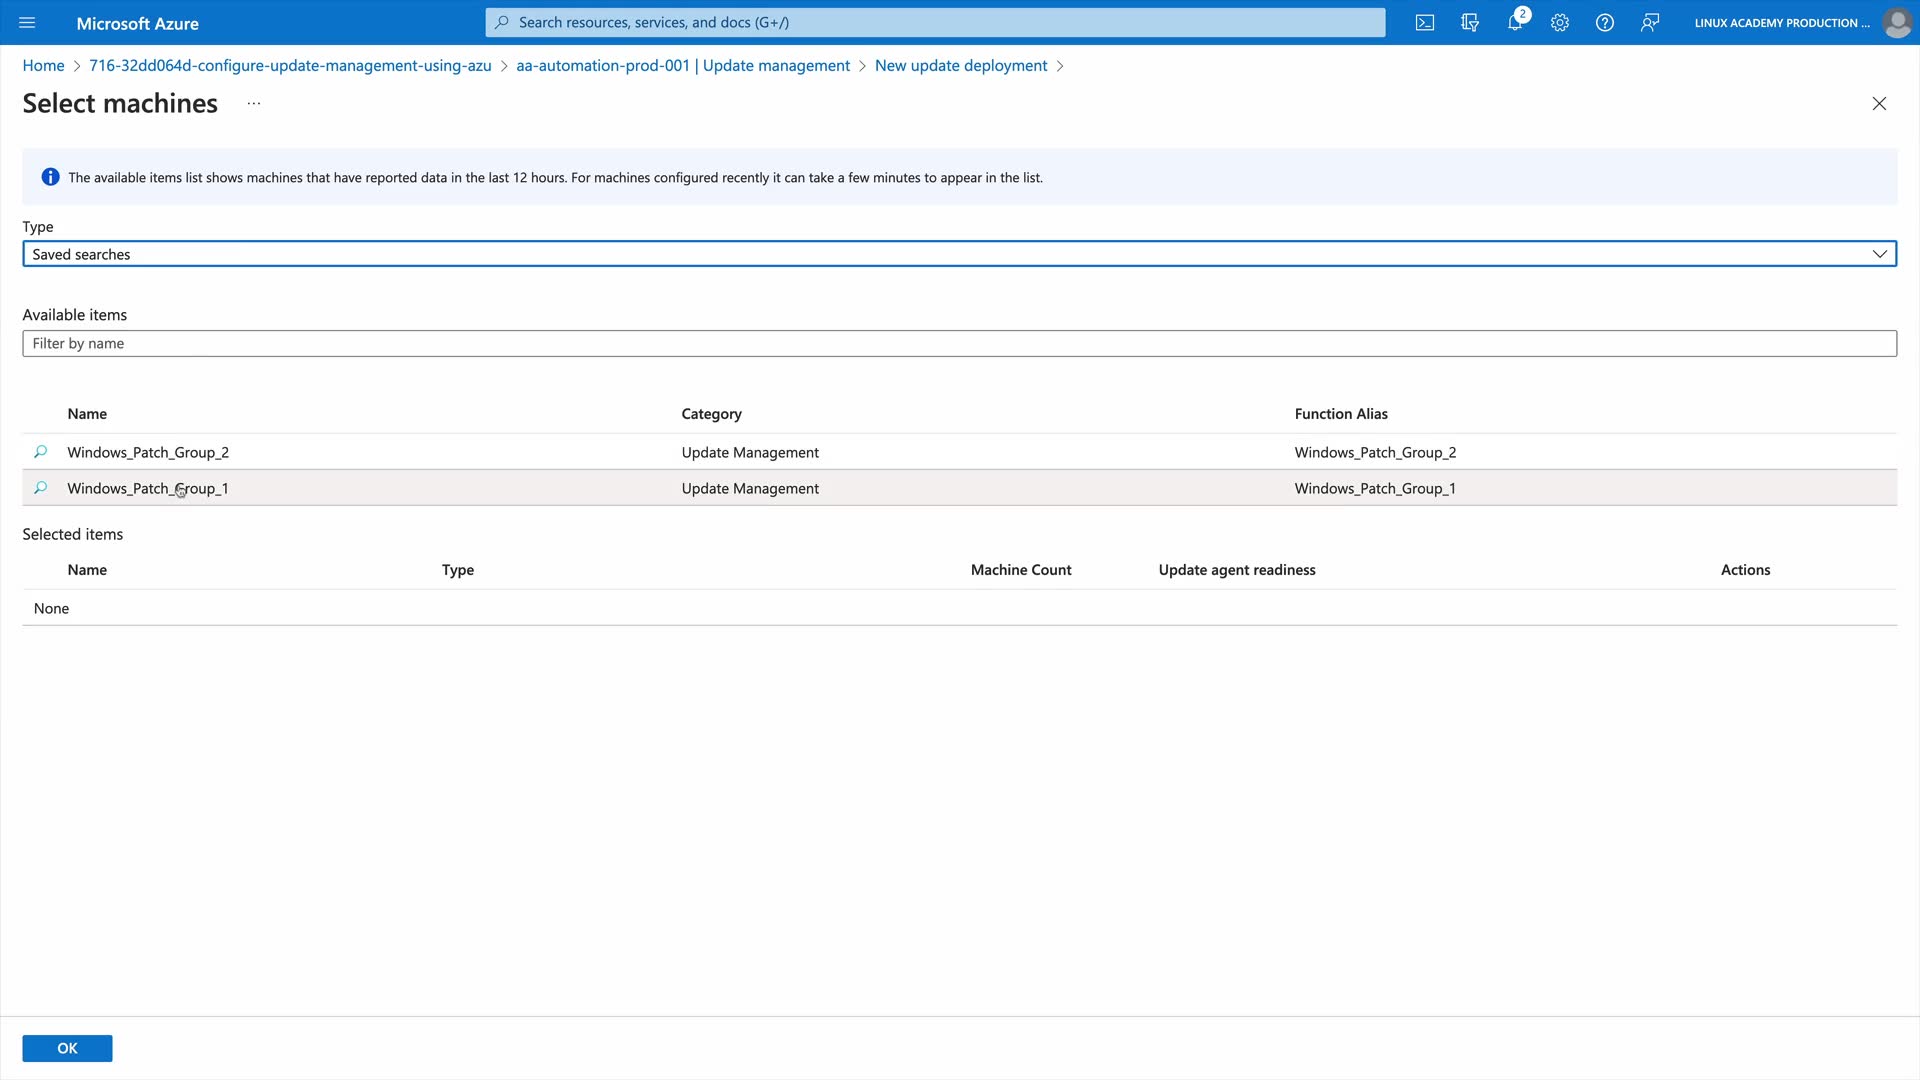 Microsoft Azure
Search resources, services, and docs (G+/)
2
LINUX ACADEMY PRODUCTION ...
Home > 716-32dd064d-configure-update-management-using-azu > aa-automation-prod-001 | Update management > New update deployment >
Select machines ...
The available items list shows machines that have reported data in the last 12 hours. For machines configured recently it can take a few minutes to appear in the list.
Type
Saved searches
Available items
Filter by name
Name Category Function Alias
Windows_Patch_Group_2 Update Management Windows_Patch_Group_2
Windows_Patch_Group_1 Update Management Windows_Patch_Group_1
Selected items
Name Type Machine Count Update agent readiness Actions
None
OK